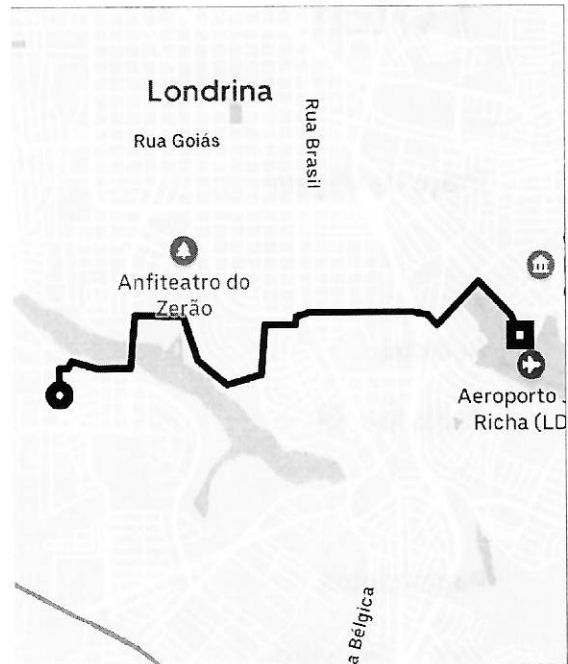 Londrina
Rua Goiás
Rua Brasil
Anfiteatro do
Zerão
Aeroporto J
Richa (LD
a Bélgica